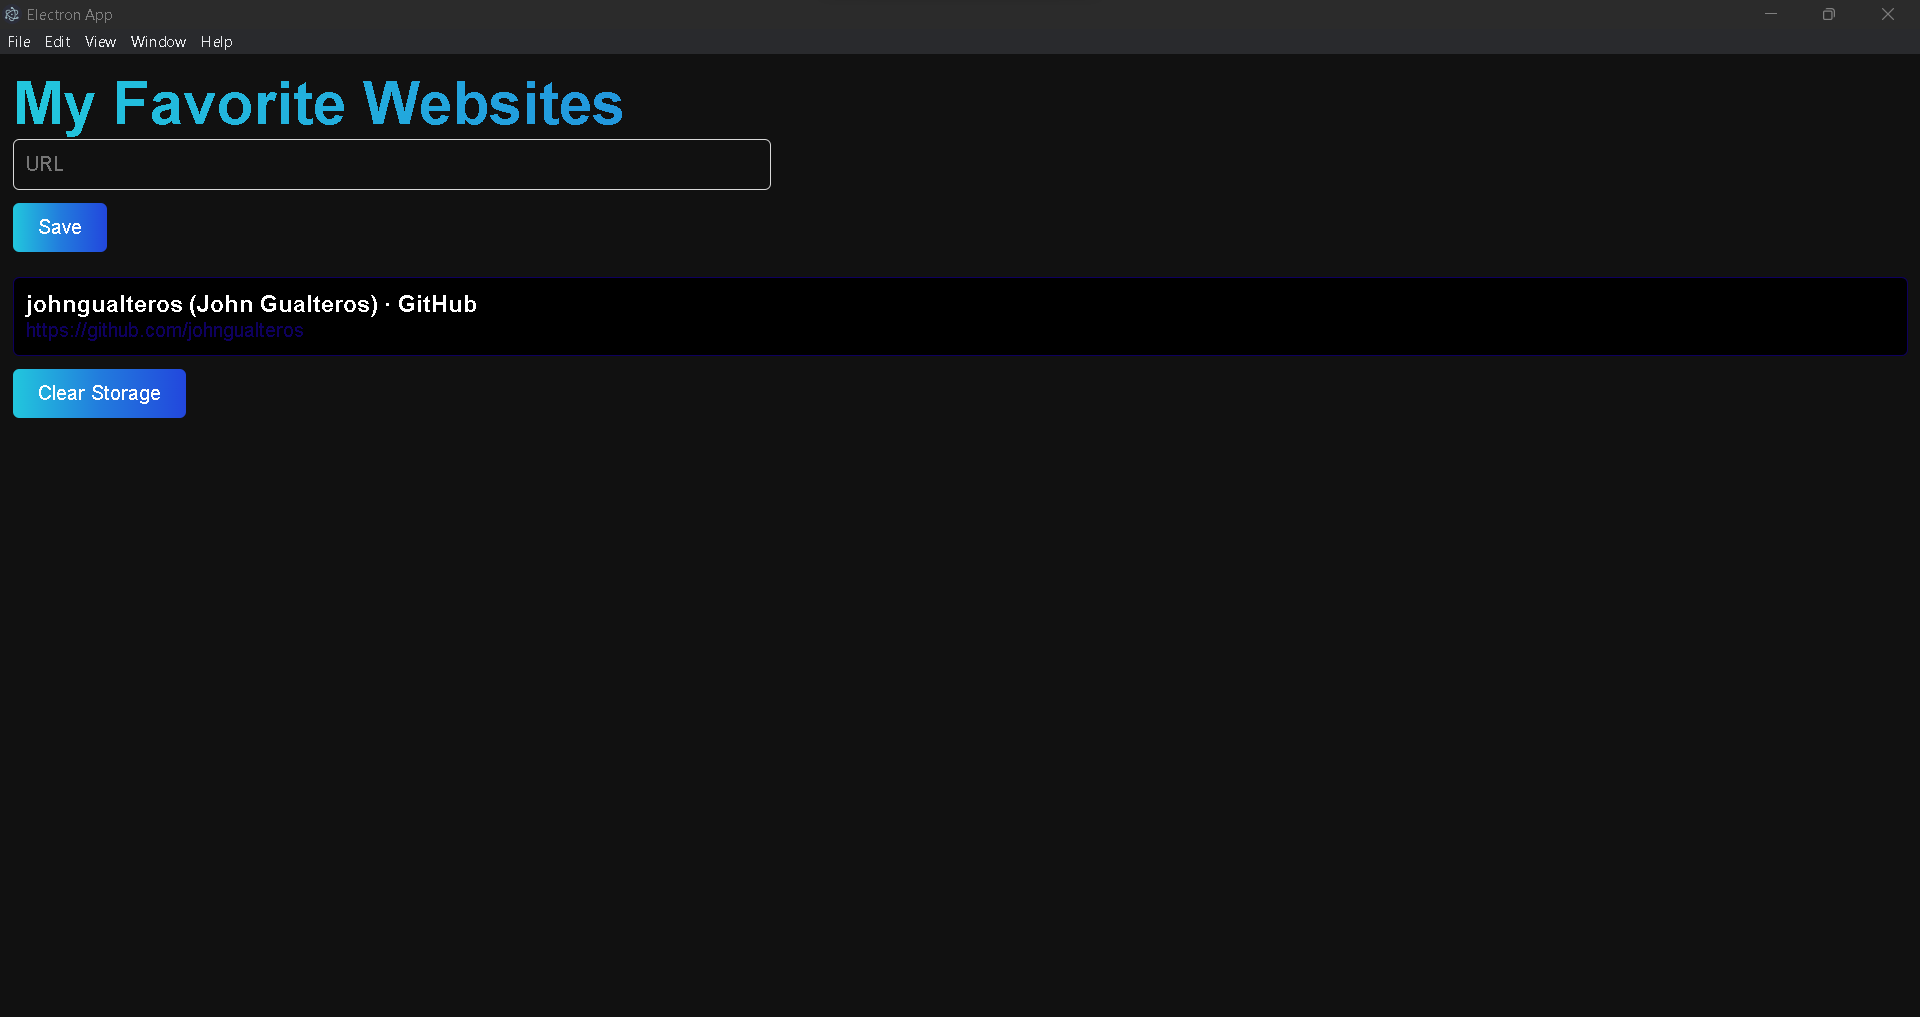 Electron App
File Edit View Window Help
My Favorite Websites
URL
Save
johngualteros (John Gualteros) · GitHub
https://github.com/johngualteros
Clear Storage